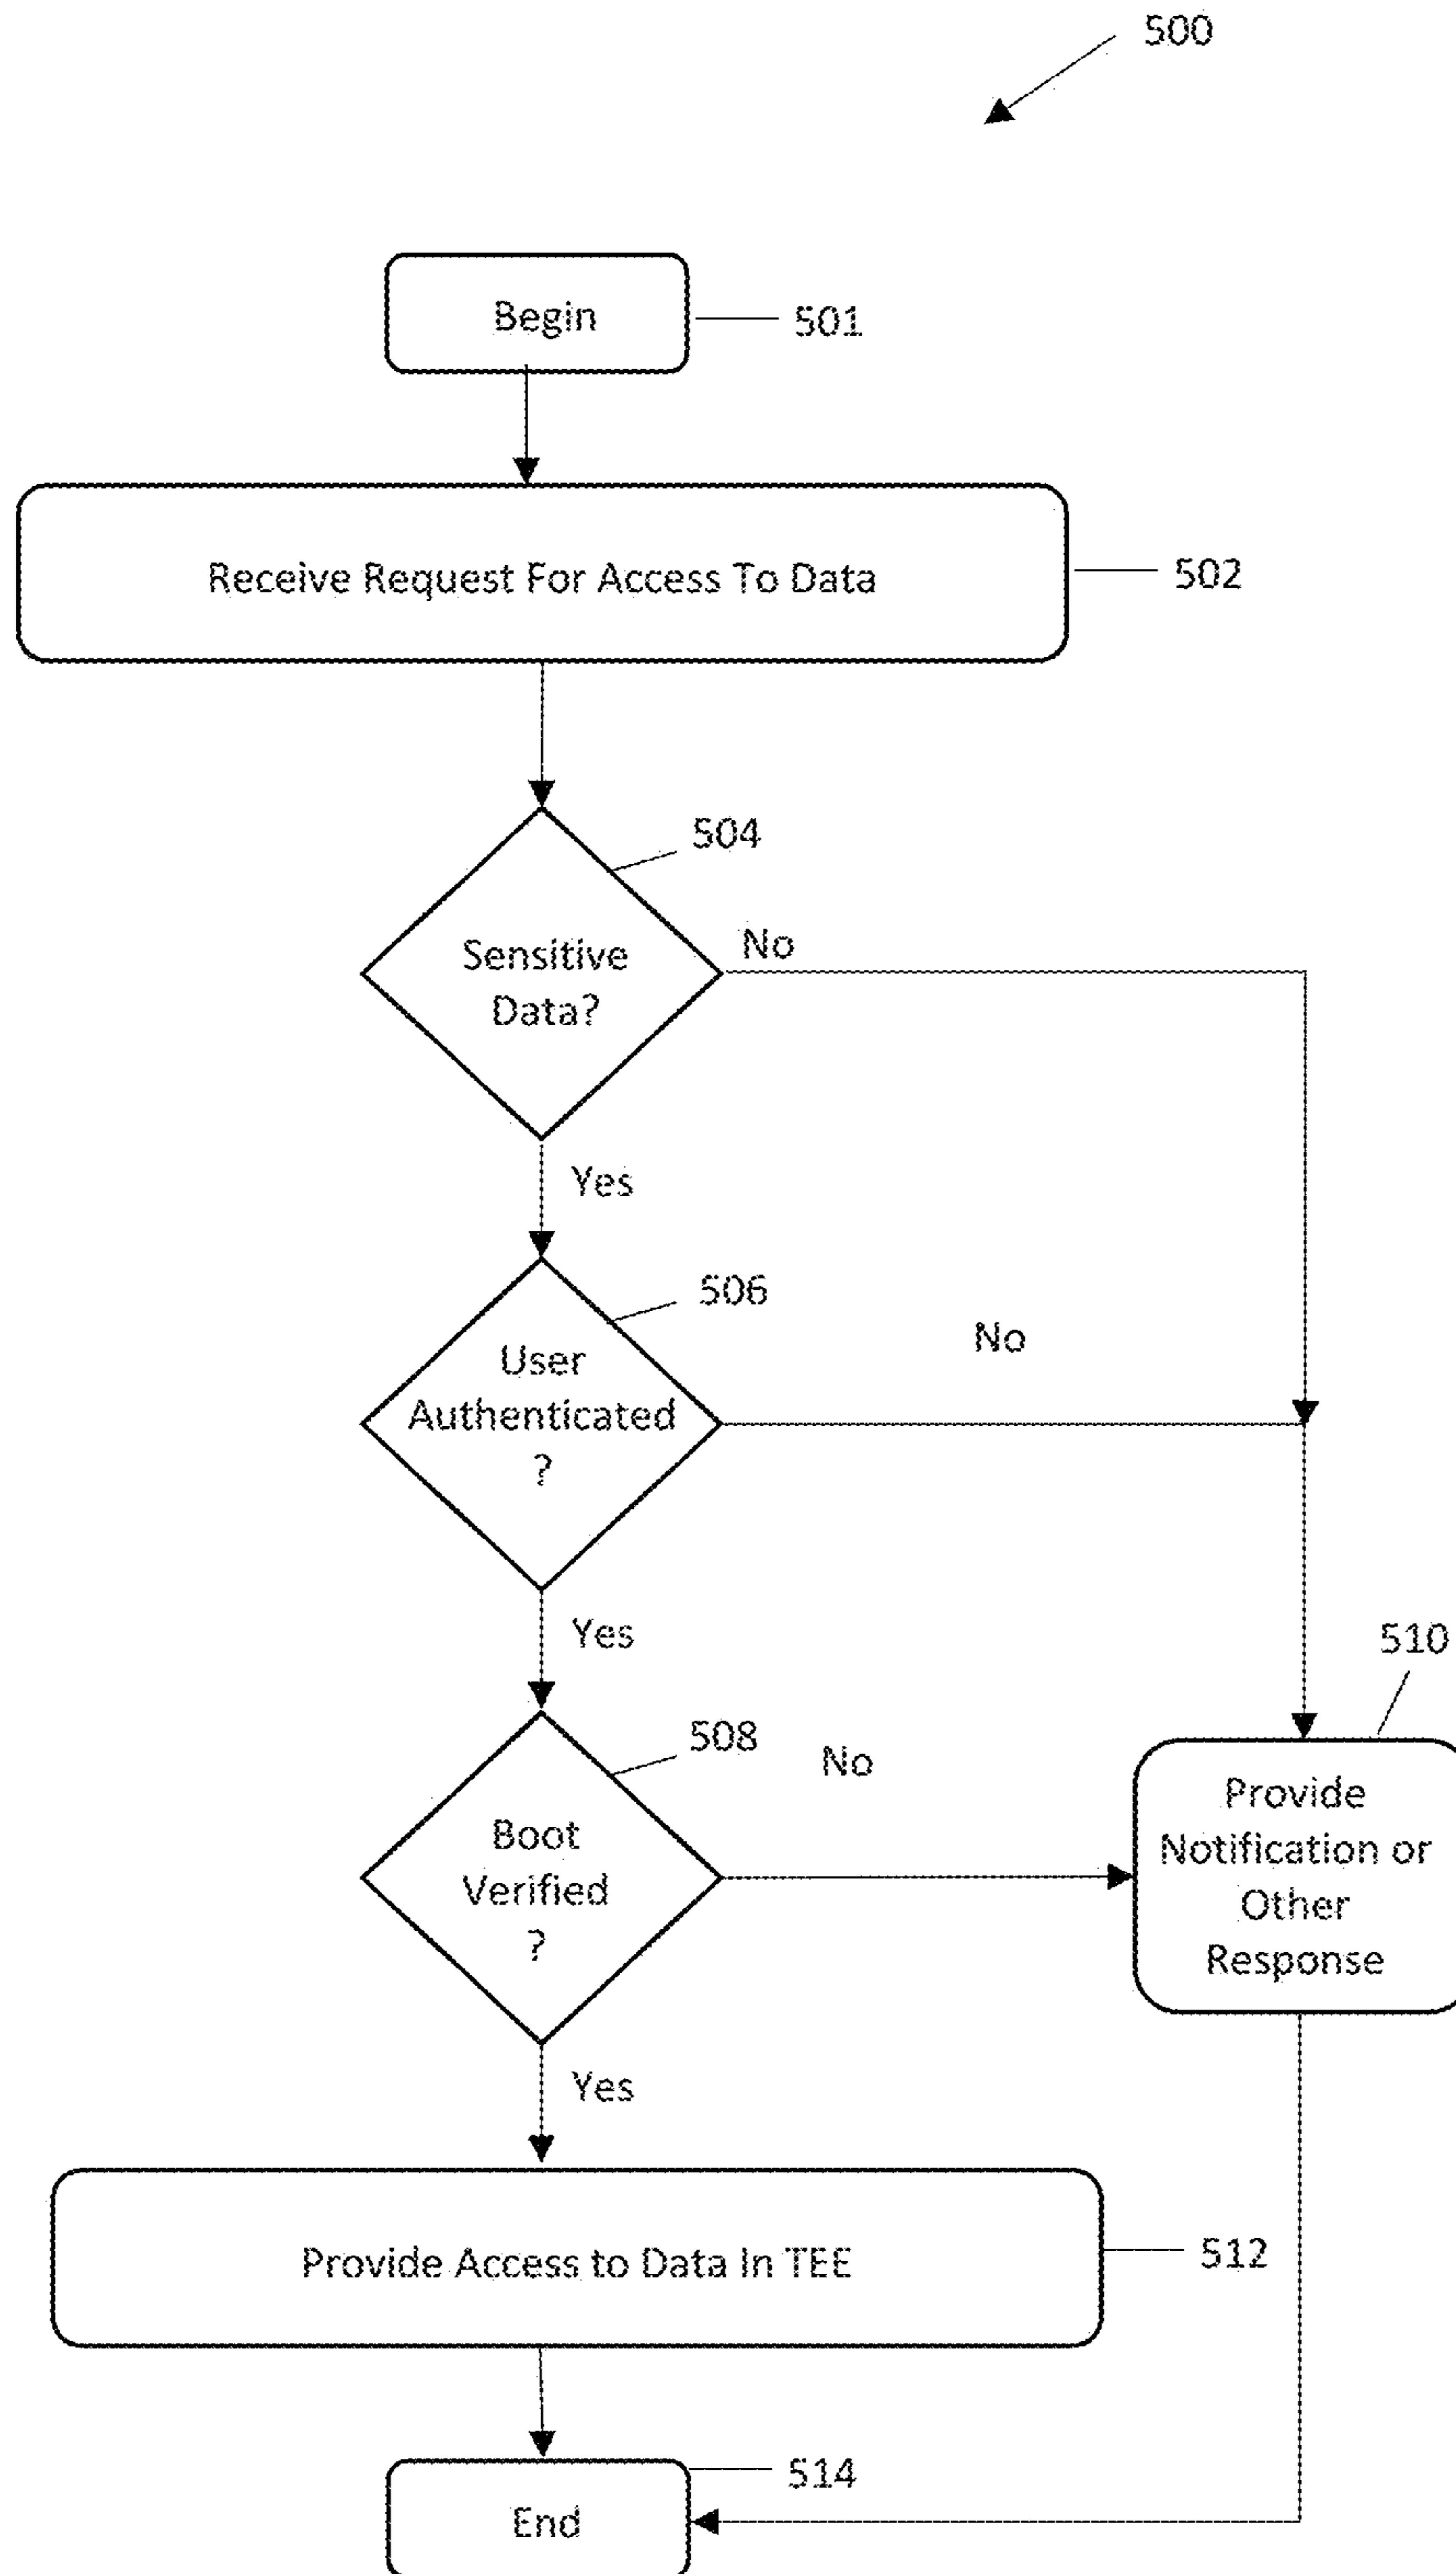 500
Begin
501
Receive Request For Access To Data
502
504
Sensitive
Data?
No
Yes
506
User
Authenticated
?
No
Yes
508
Boot
Verified
?
No
510
Provide
Notification or
Other
Response
Yes
Provide Access to Data In TEE
512
514
End